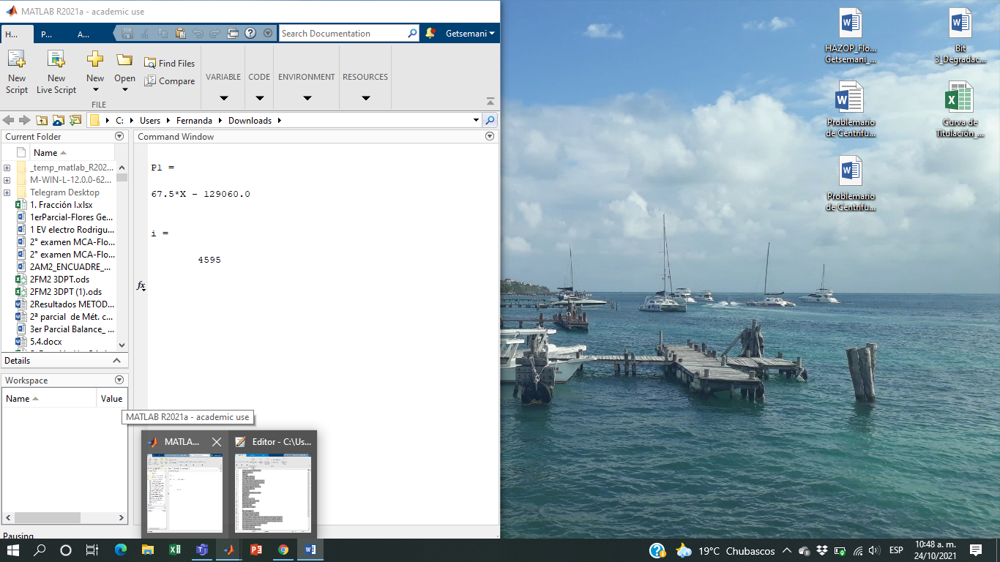 MATLAB R2021a - academic use
H...
P...
A...
Search Documentation
Getsemani
New Script
New Live Script
New
Open
Find Files
Compare
FILE
VARIABLE
CODE
ENVIRONMENT
RESOURCES
C:
Users
Fernanda
Downloads
Current Folder
Name
_temp_matlab_R202...
M-WIN-L-12.0.0-62...
Telegram Desktop
1. Fracción I.xlsx
1erParcial-Flores Ge...
1 EV electro Rodrigu...
2° examen MCA-Flo...
2° examen MCA-Flo...
2AM2_ENCUADRE_...
2FM2 3DPT.ods
2FM2 3DPT (1).ods
2Resultados METOD...
2ª parcial de Mét. c...
3er Parcial Balance_ ...
5.4.docx
Details
Workspace
Name
Value
Pausing
Command Window
P1 =
67.5*X - 129060.0
i =
4595
fx
MATLAB R2021a - academic use
MATLA...
Editor - C:\Us...
HAZOP_Flo...
Getsemani_...
Bit
3_Degradac...
Problemario
de Centrifu...
Curva de
Titulación_...
Problemario
de Centrifu...
19°C Chubascos
ESP
10:48 a. m.
24/10/2021